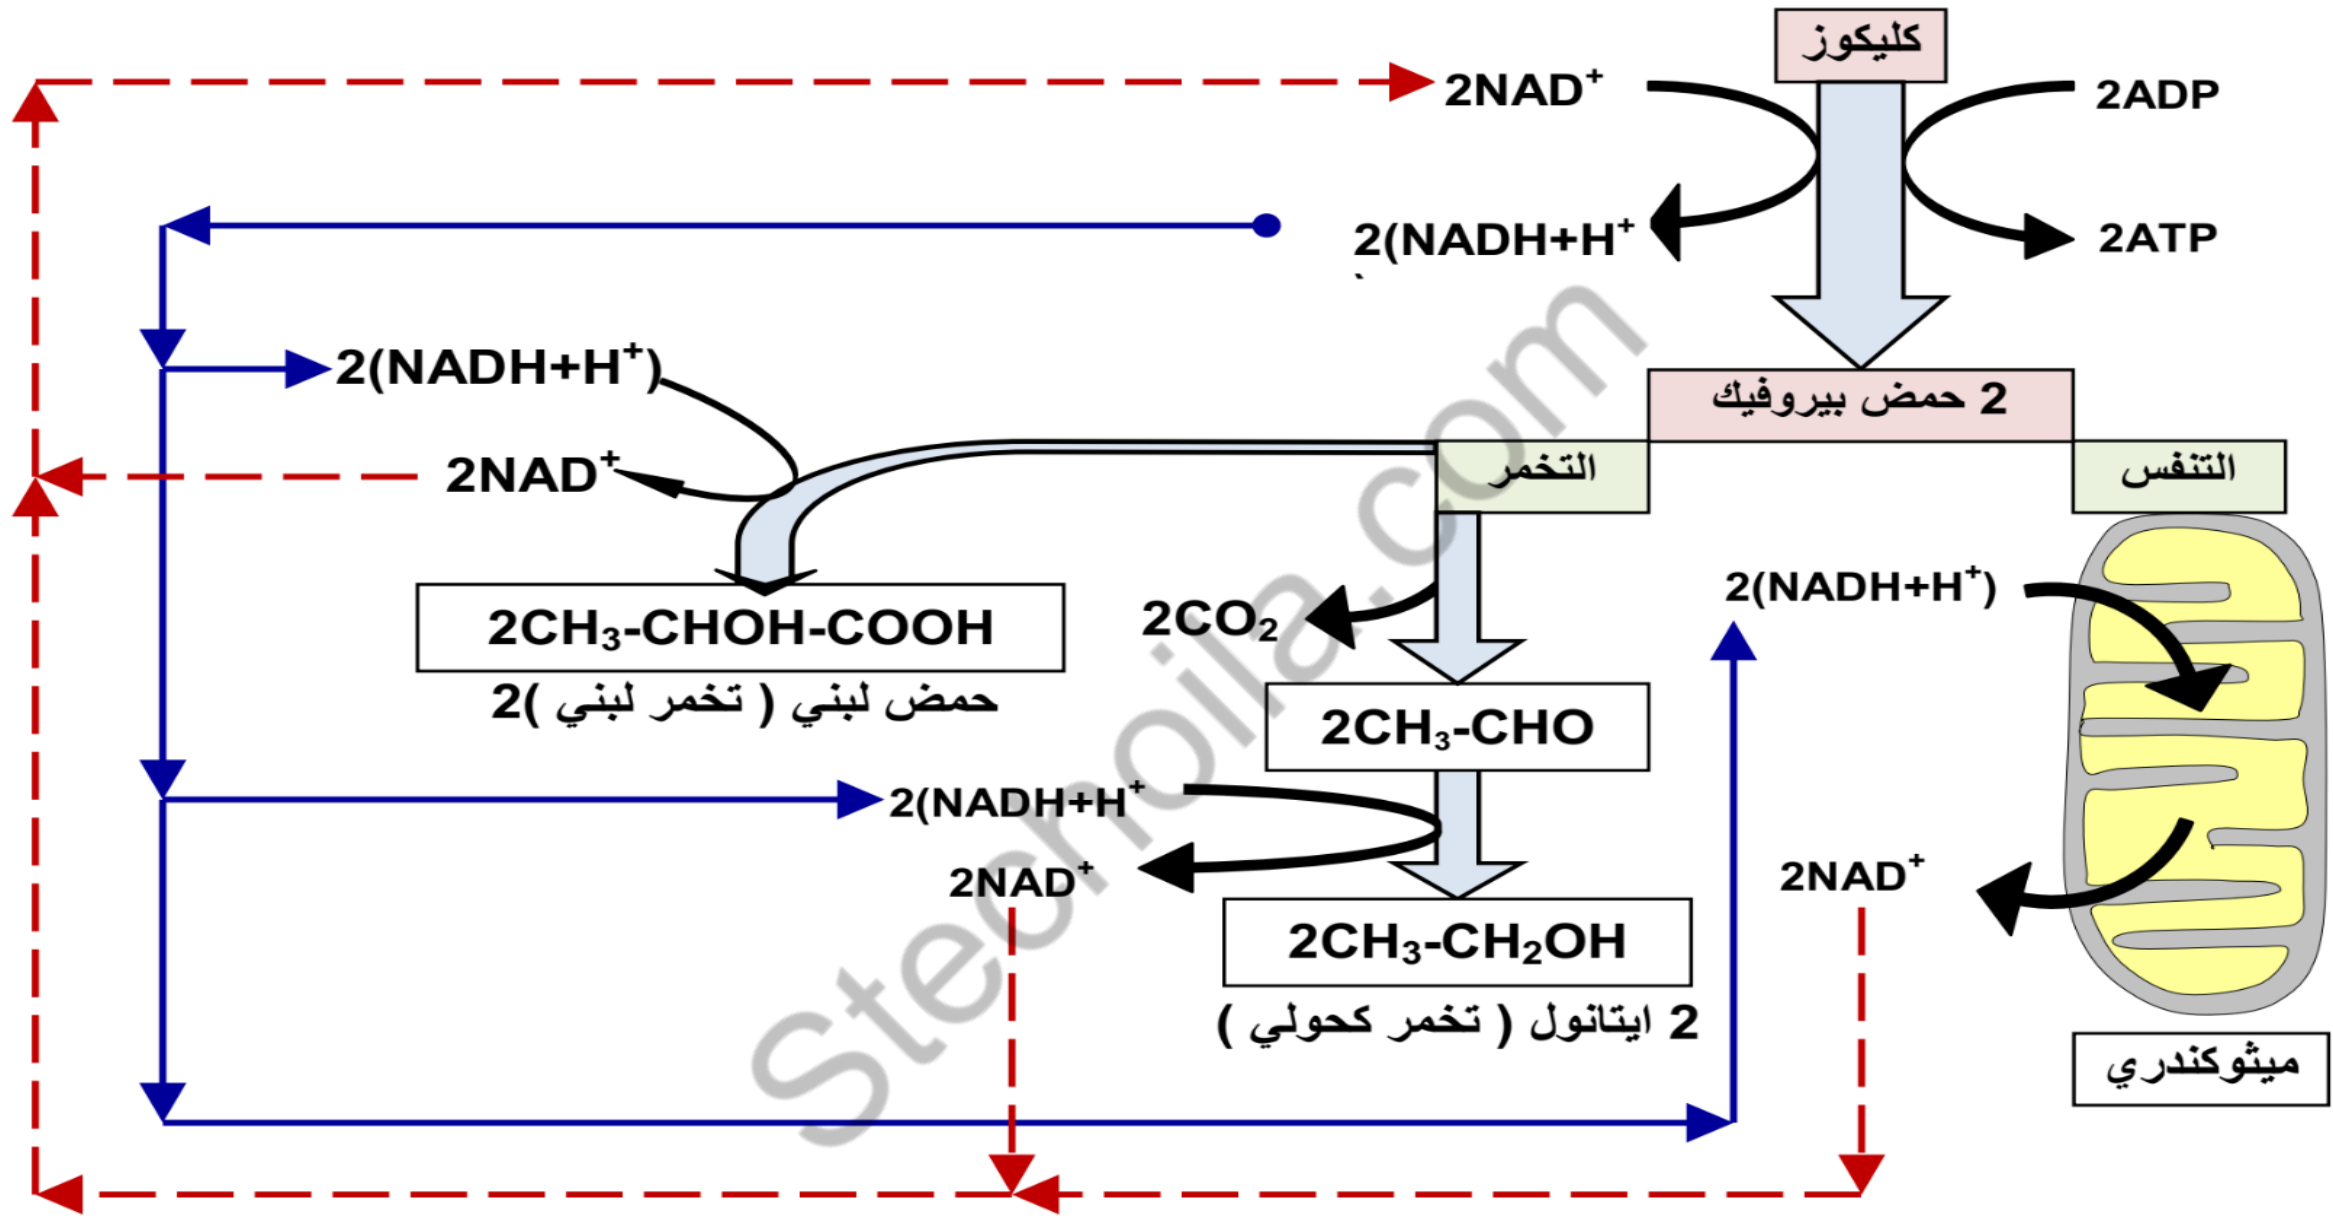 كليكوز
2NAD⁺
2ADP
2(NADH+H⁺
`
2ATP
2(NADH+H⁺)
2 حمض بيروفيك
2NAD⁺
التخمر
التنفس
2(NADH+H⁺)
2CO₂
2CH₃-CHOH-COOH
2( حمض لبني ( تخمر لبني
2CH₃-CHO
2(NADH+H⁺
2NAD⁺
2NAD⁺
2CH₃-CH₂OH
2 ايتانول ( تخمر كحولي )
ميثوكندري
Stecnoila.com